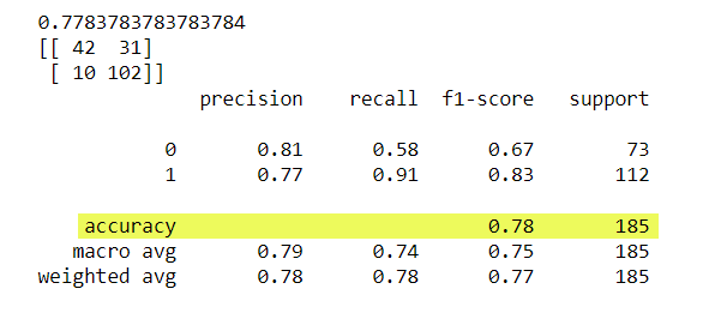 0.7783783783783784
[[ 42  31]
 [ 10 102]]
precision recall f1-score support
0 0.81 0.58 0.67 73
1 0.77 0.91 0.83 112
accuracy 0.78 185
macro avg 0.79 0.74 0.75 185
weighted avg 0.78 0.78 0.77 185